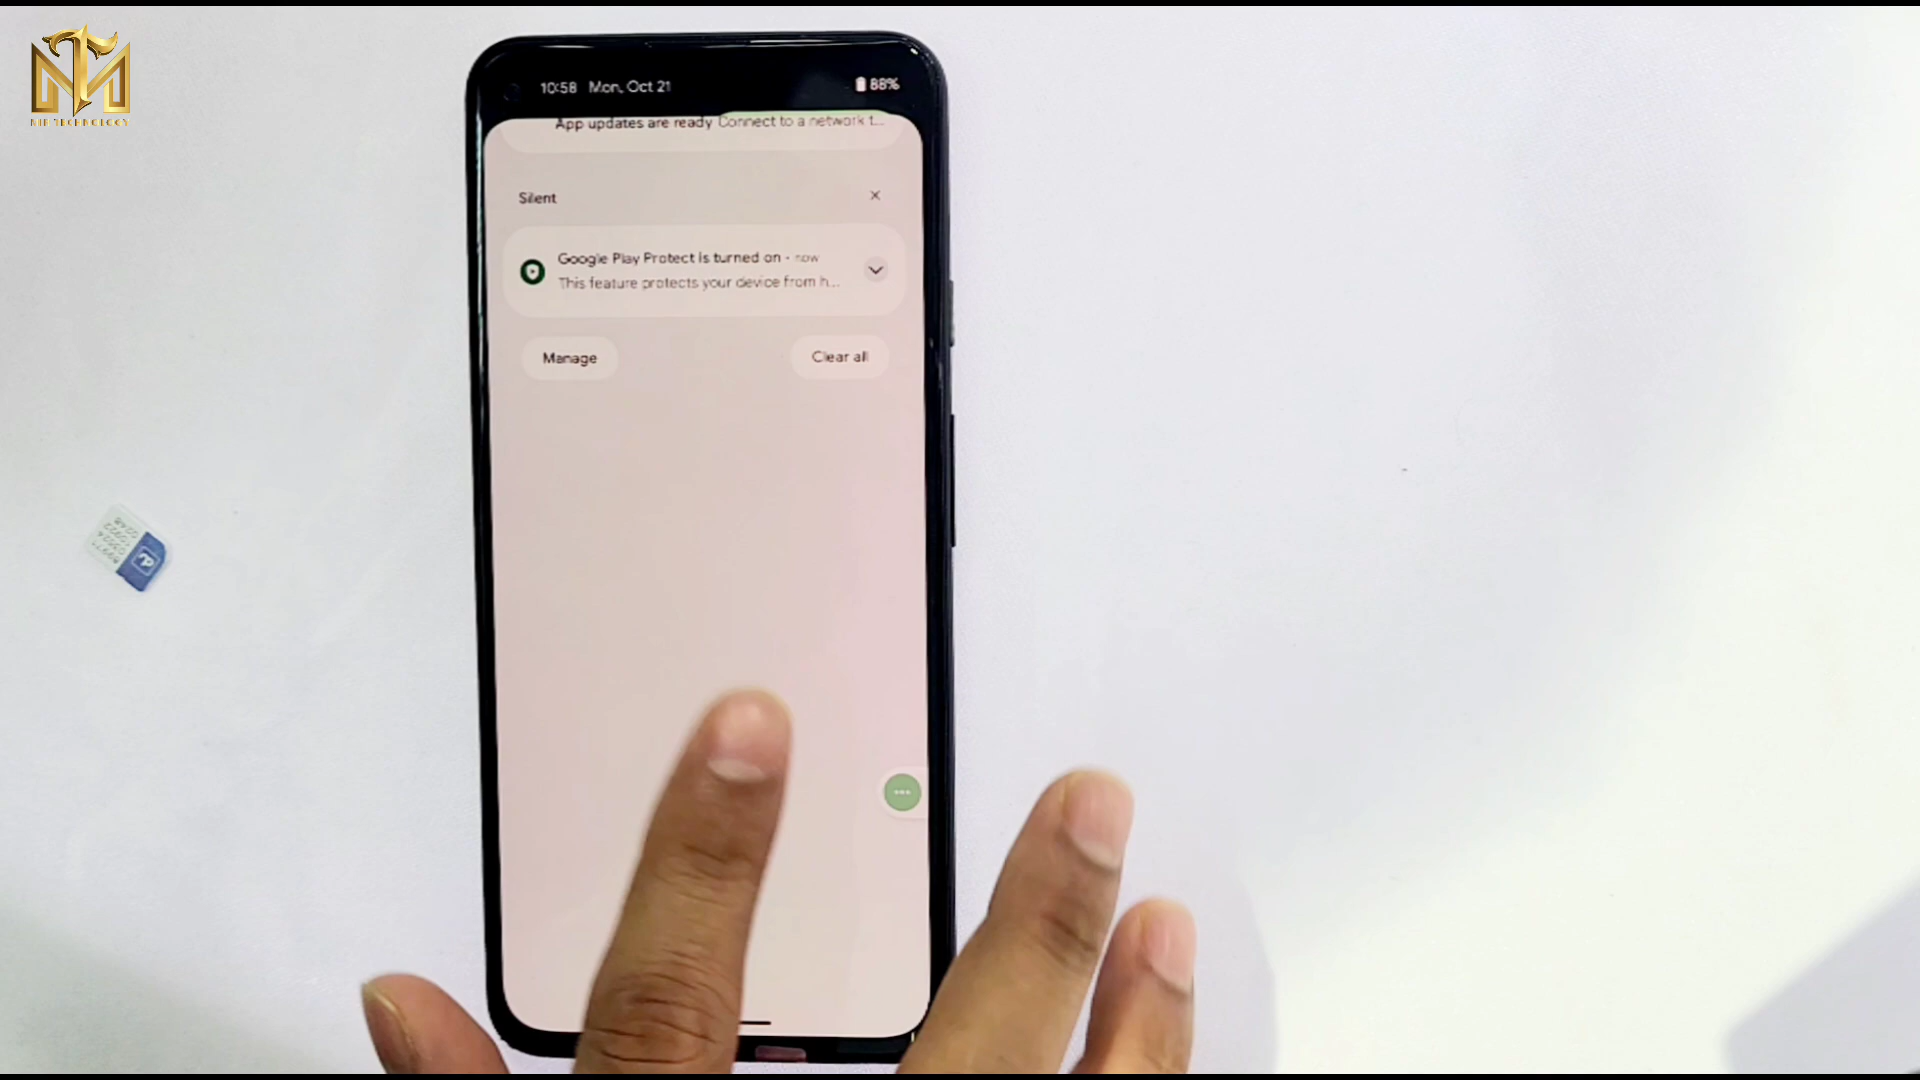 10:58 Mon, Oct 21
88%
App updates are ready Connect to a network t...
Silent
Google Play Protect is turned on • now
This feature protects your device from h...
Manage
Clear all